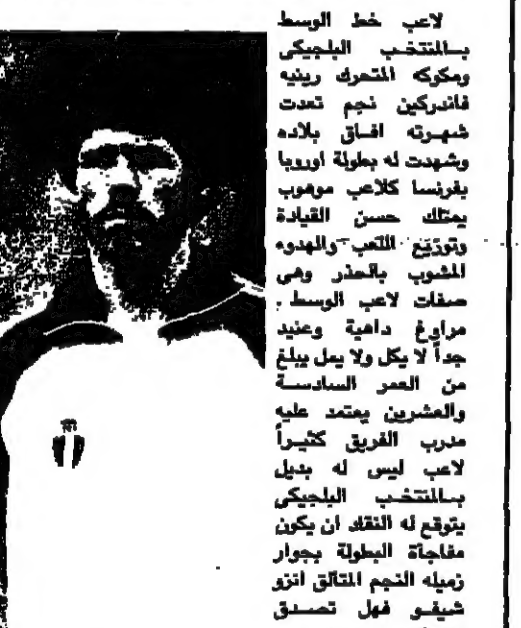 لاعب خط الوسط
بالمنتخب البلجيكى
ومكوكه المتحرك رينيه
فاندركين نجم تعدت
شهرته افاق بلاده
وشهدت له بطولة اوروبا
بفرنسا كلاعب موهوب
يمتلك حسن القيادة
وتوزيع اللعب والهدوء
المشوب بالحذر وهى
صفات لاعب الوسط .
مراوغ داهية وعنيد
جداً لا يكل ولا يمل يبلغ
من العمر السادسة
والعشرين يعتمد عليه
مدرب الفريق كثيراً
لاعب ليس له بديل
بالمنتخب البلجيكى
يتوقع له النقاد ان يكون
مفاجأة البطولة بجوار
زميله النجم المتألق انزو
شيفو فهل تصدق